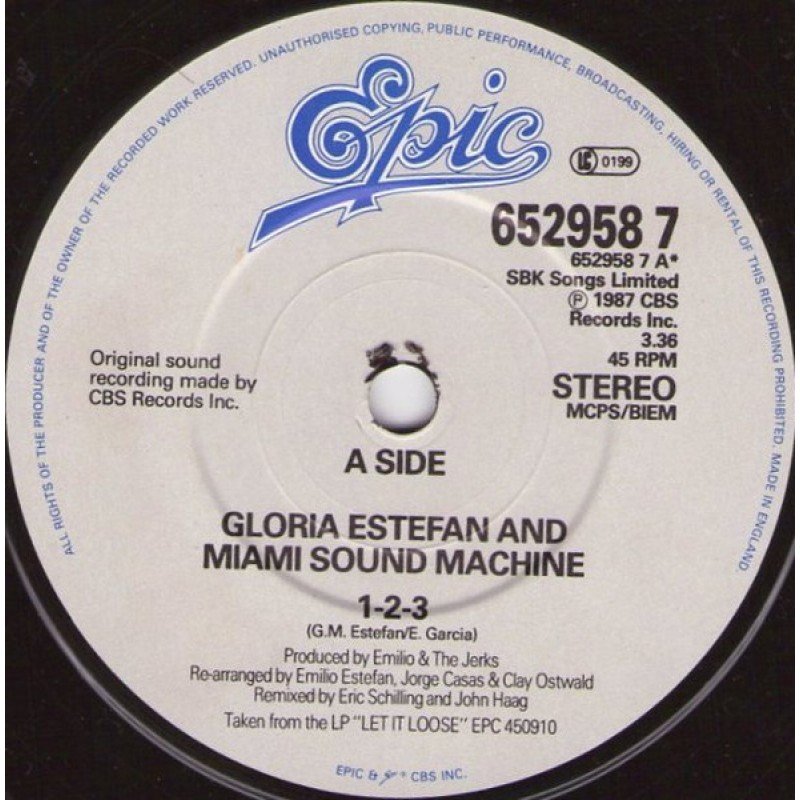 ALL RIGHTS OF THE PRODUCER AND OF THE OWNER OF THE RECORDED WORK RESERVED. UNAUTHORISED COPYING, PUBLIC PERFORMANCE, BROADCASTING, HIRING OR RENTAL OF THIS RECORDING PROHIBITED. MADE IN ENGLAND.
Epic
LC 0199
652958 7
652958 7 A*
SBK Songs Limited
℗ 1987 CBS
Records Inc.
3.36
45 RPM
STEREO
MCPS/BIEM
Original sound
recording made by
CBS Records Inc.
A SIDE
GLORIA ESTEFAN AND
MIAMI SOUND MACHINE
1-2-3
(G.M. Estefan/E. Garcia)
Produced by Emilio & The Jerks
Re-arranged by Emilio Estefan, Jorge Casas & Clay Ostwald
Remixed by Eric Schilling and John Haag
Taken from the LP "LET IT LOOSE" EPC 450910
EPIC & CBS INC.